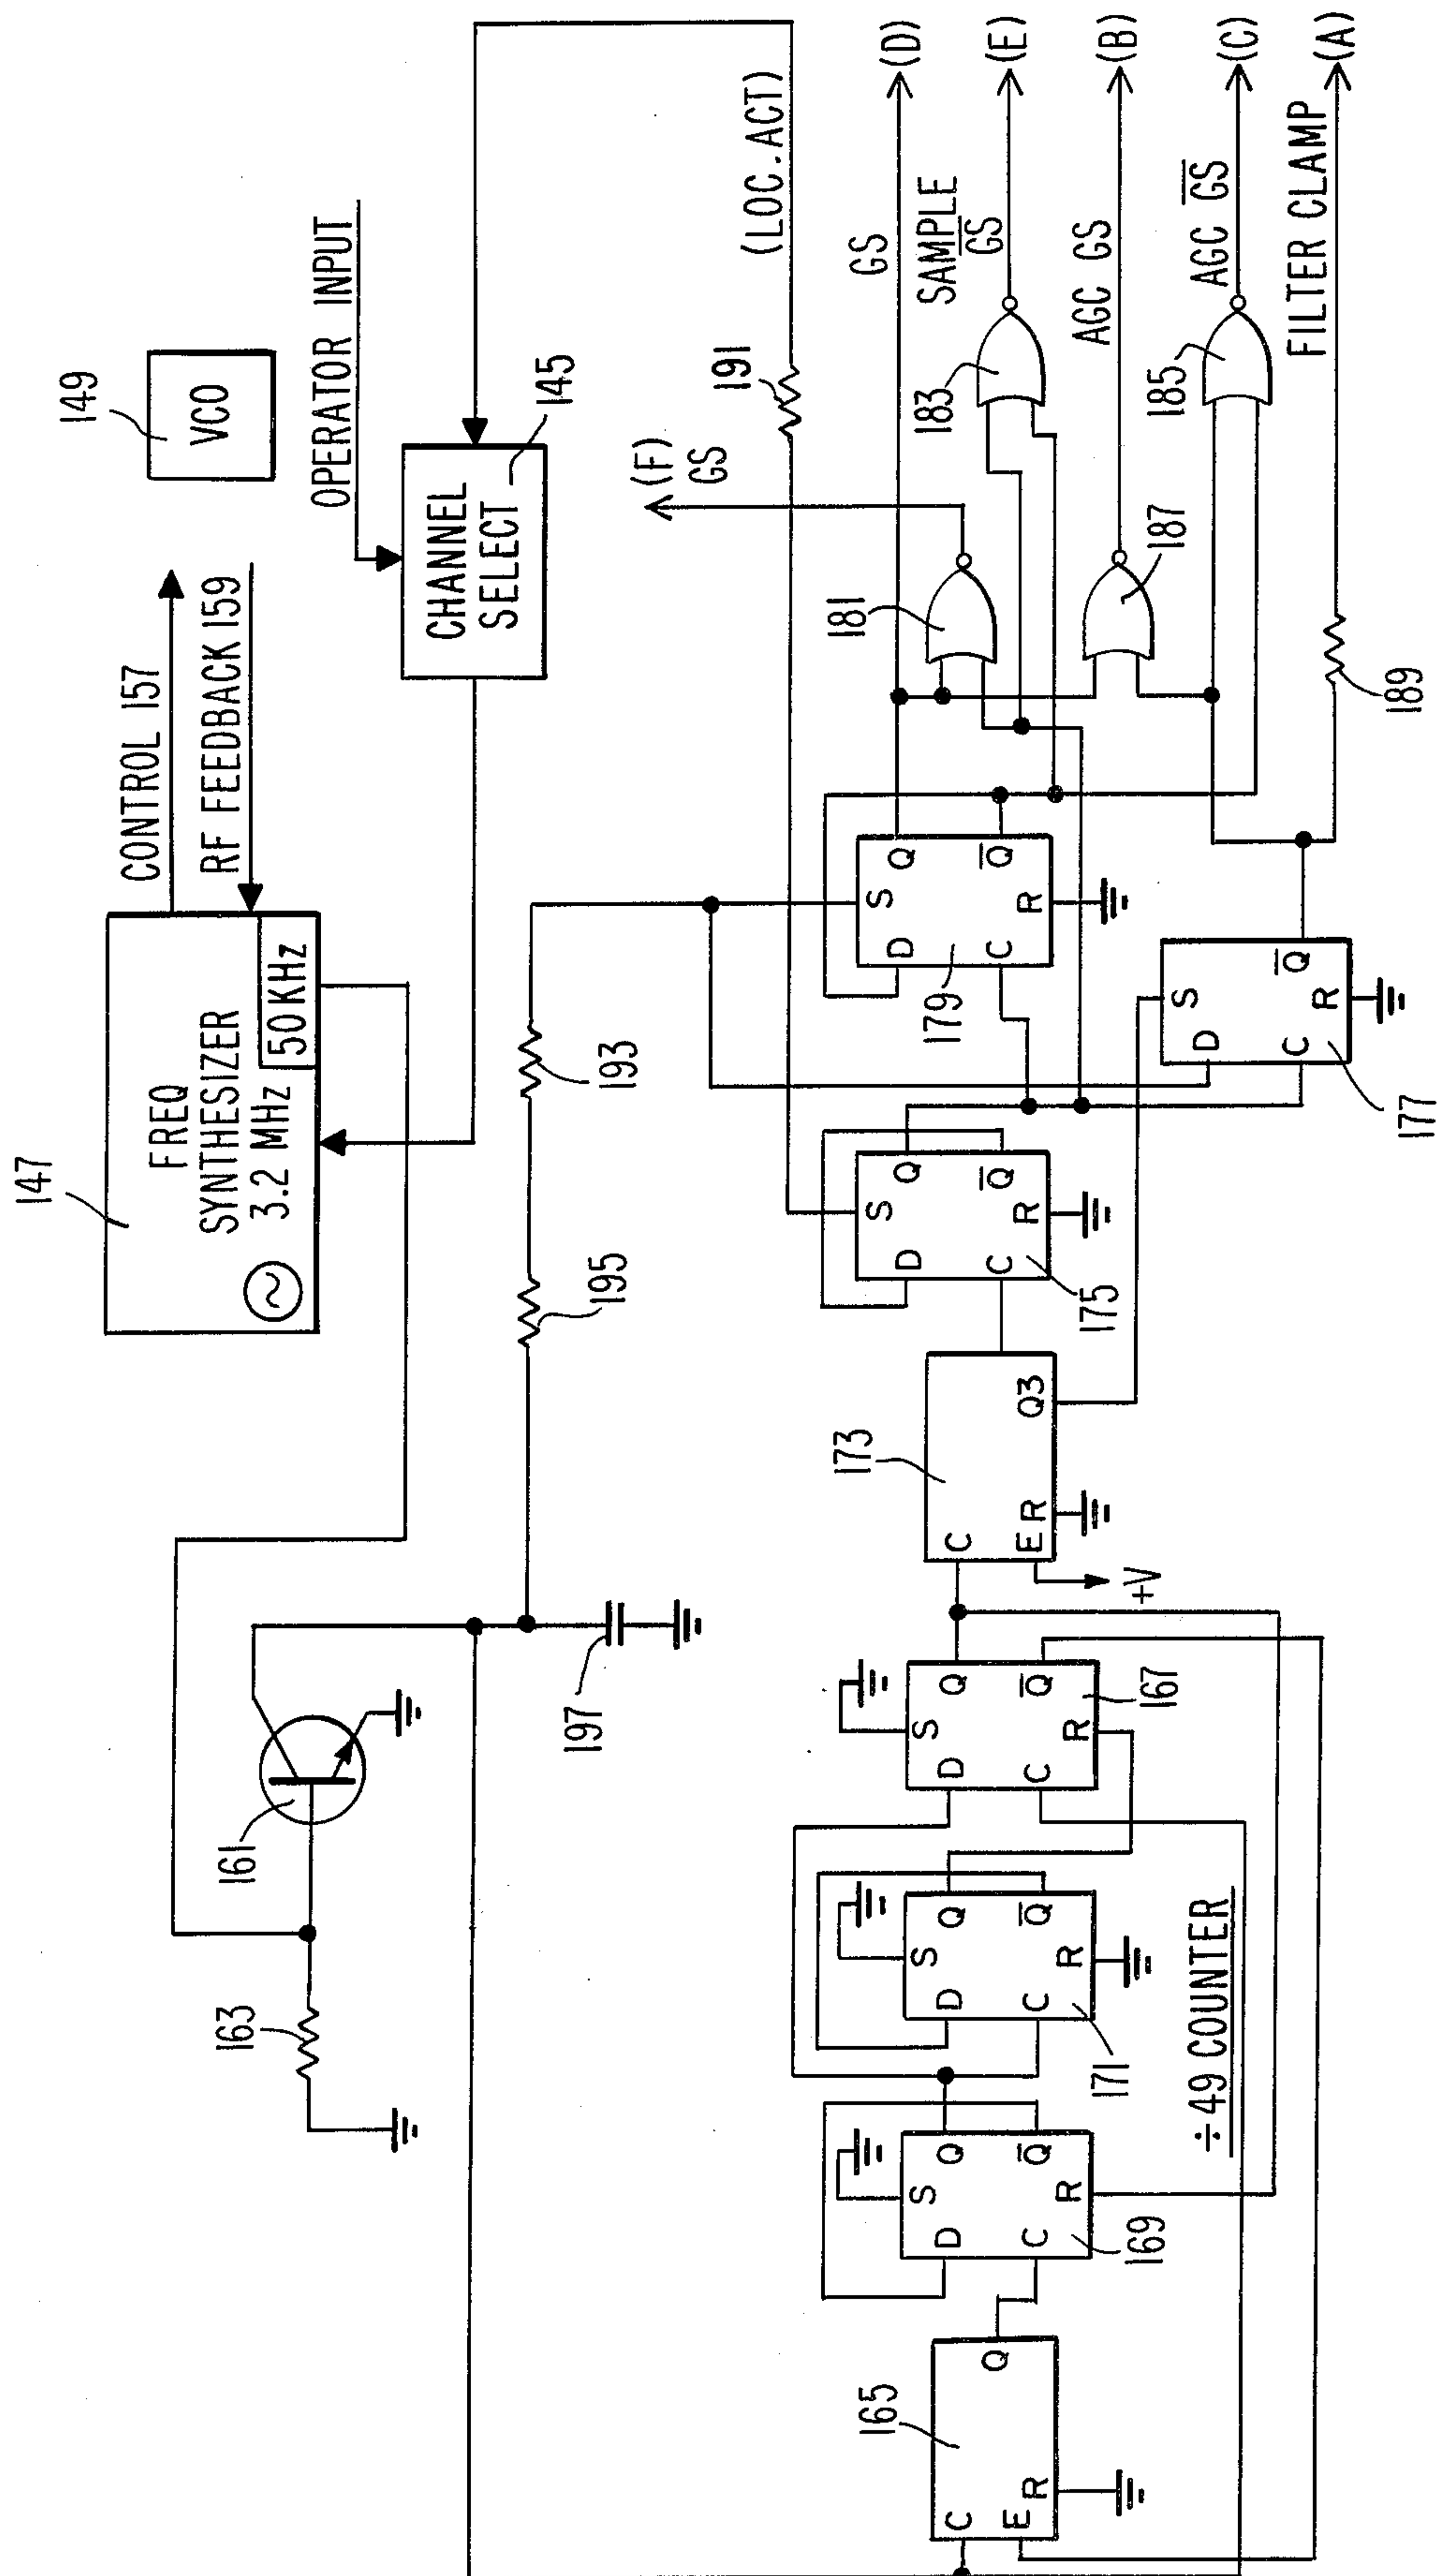 147
FREQ
SYNTHESIZER
3.2 MHz
50 KHz
CONTROL 157
RF FEEDBACK 159
149
VCO
OPERATOR INPUT
CHANNEL
SELECT
145
(LOC. ACT)
163
161
197
195
193
191
(F)
GS
GS
(D)
SAMPLE
G̅S̅
(E)
AGC GS
(B)
AGC G̅S̅
(C)
FILTER CLAMP
(A)
181
183
187
185
189
165
C
E
R
Q
169
D
S
C
R
Q
Q̅
171
D
S
C
R
Q
Q̅
167
D
S
C
R
Q
Q̅
÷49 COUNTER
173
C
E
R
Q3
+V
175
D
S
C
R
Q
Q̅
179
D
S
C
R
Q
Q̅
177
D
S
C
R
Q̅